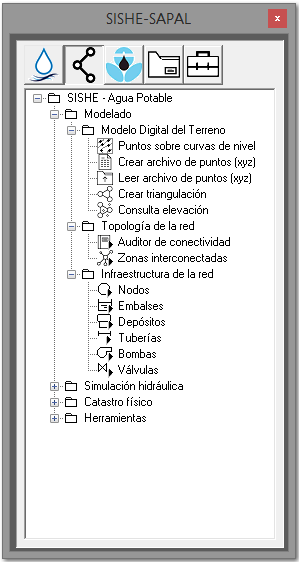 SISHE-SAPAL
x
SISHE - Agua Potable
Modelado
Modelo Digital del Terreno
Puntos sobre curvas de nivel
Crear archivo de puntos (xyz)
Leer archivo de puntos (xyz)
Crear triangulación
Consulta elevación
Topología de la red
Auditor de conectividad
Zonas interconectadas
Infraestructura de la red
Nodos
Embalses
Depósitos
Tuberías
Bombas
Válvulas
Simulación hidráulica
Catastro físico
Herramientas